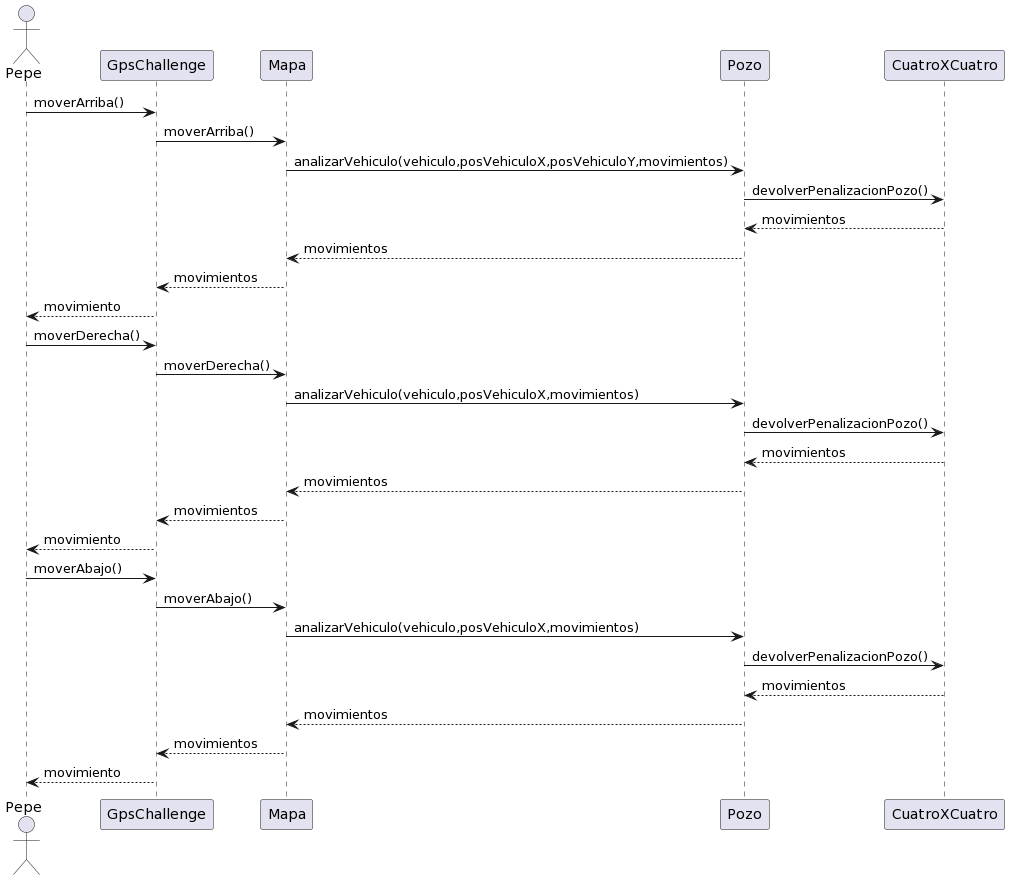 Pepe
GpsChallenge
Mapa
Pozo
CuatroXCuatro
moverArriba()
moverArriba()
analizarVehiculo(vehiculo,posVehiculoX,posVehiculoY,movimientos)
devolverPenalizacionPozo()
movimientos
movimientos
movimientos
movimiento
moverDerecha()
moverDerecha()
analizarVehiculo(vehiculo,posVehiculoX,movimientos)
devolverPenalizacionPozo()
movimientos
movimientos
movimientos
movimiento
moverAbajo()
moverAbajo()
analizarVehiculo(vehiculo,posVehiculoX,movimientos)
devolverPenalizacionPozo()
movimientos
movimientos
movimientos
movimiento
Pepe
GpsChallenge
Mapa
Pozo
CuatroXCuatro